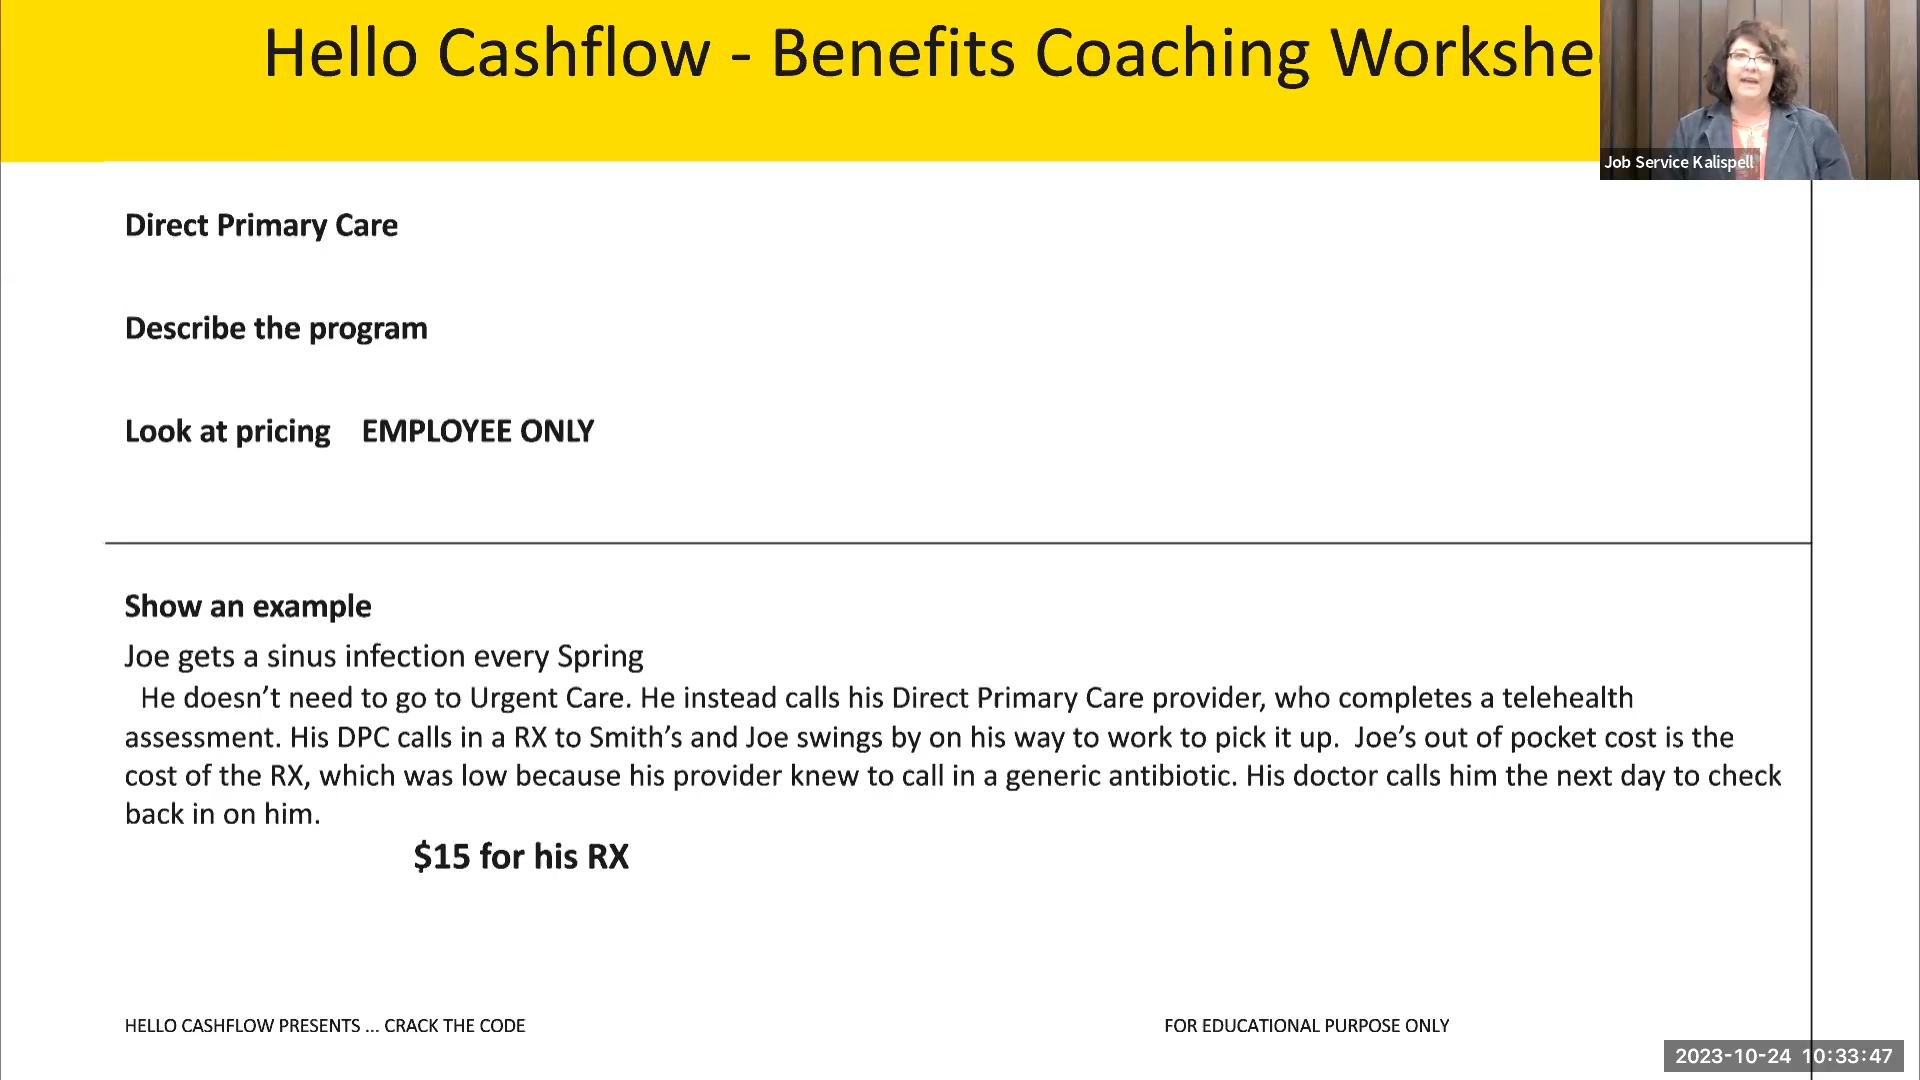 Hello Cashflow - Benefits Coaching Workshe
Job Service Kalispell
Direct Primary Care
Describe the program
Look at pricing EMPLOYEE ONLY
Show an example
Joe gets a sinus infection every Spring
He doesn’t need to go to Urgent Care. He instead calls his Direct Primary Care provider, who completes a telehealth
assessment. His DPC calls in a RX to Smith’s and Joe swings by on his way to work to pick it up. Joe’s out of pocket cost is the
cost of the RX, which was low because his provider knew to call in a generic antibiotic. His doctor calls him the next day to check
back in on him.
$15 for his RX
HELLO CASHFLOW PRESENTS ... CRACK THE CODE
FOR EDUCATIONAL PURPOSE ONLY
2023-10-24 10:33:47